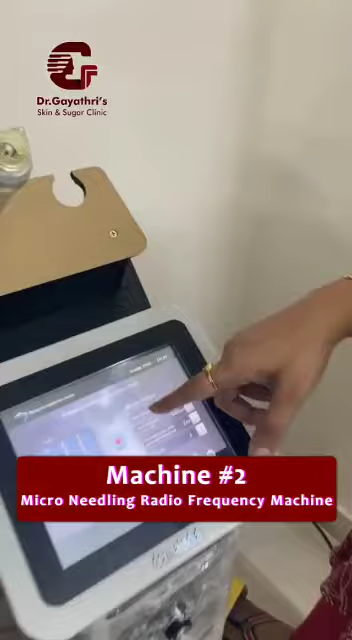 Dr.Gayathri's
Skin & Sugar Clinic
Machine #2
Micro Needling Radio Frequency Machine